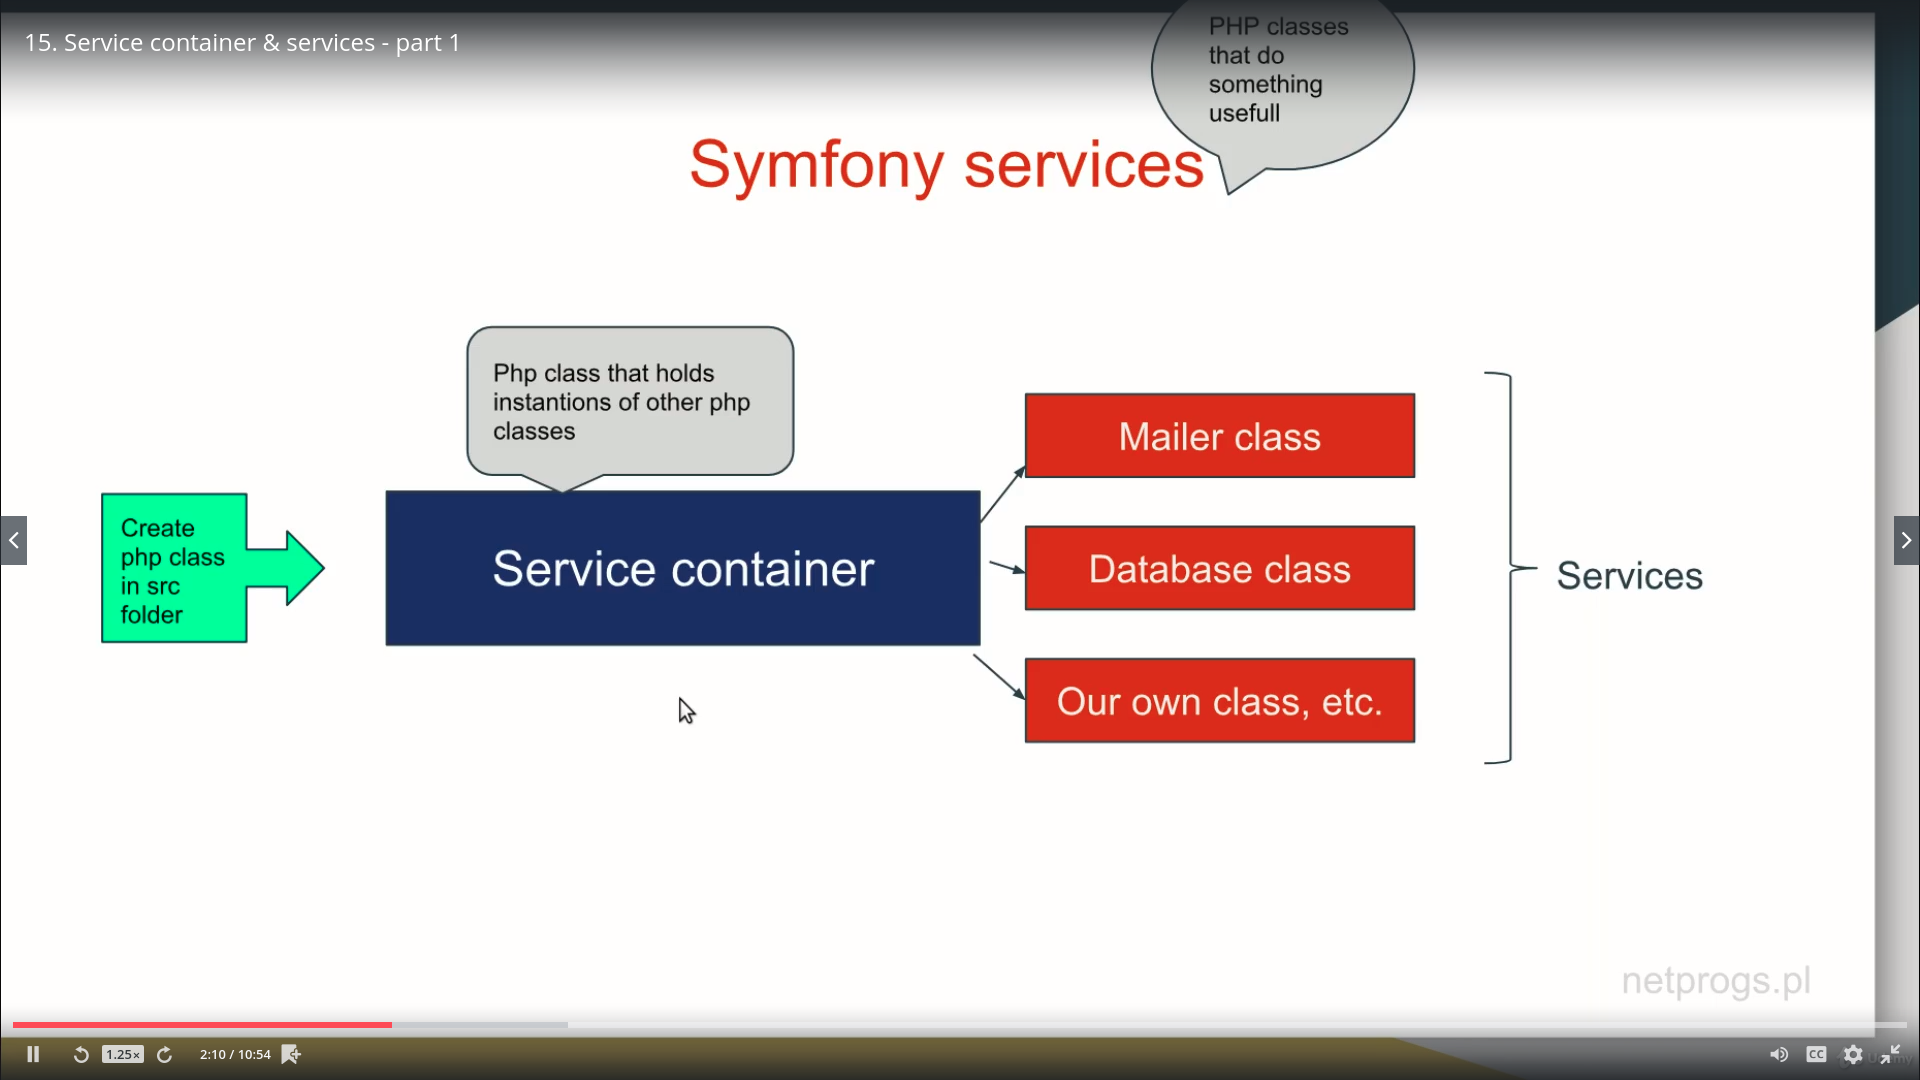 15. Service container & services - part 1
PHP classes
that do
something
usefull
Symfony services
Php class that holds
instantions of other php
classes
Create
php class
in src
folder
Service container
Mailer class
Database class
Our own class, etc.
Services
netprogs.pl
1.25×
2:10 / 10:54
CC